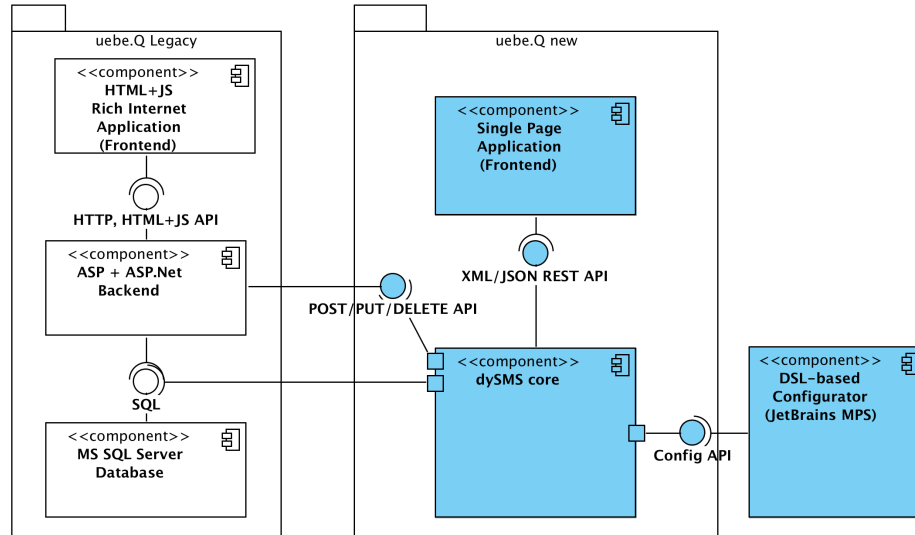 uebe.Q Legacy
<<component>>
HTML+JS
Rich Internet
Application
(Frontend)
HTTP, HTML+JS API
<<component>>
ASP + ASP.Net
Backend
SQL
<<component>>
MS SQL Server
Database
uebe.Q new
<<component>>
Single Page
Application
(Frontend)
XML/JSON REST API
POST/PUT/DELETE API
<<component>>
dySMS core
Config API
<<component>>
DSL-based
Configurator
(JetBrains MPS)